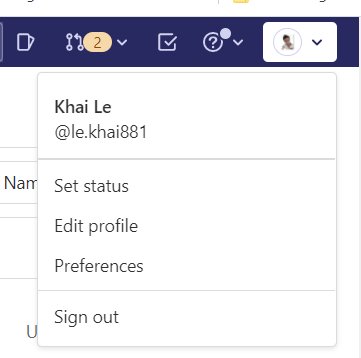 2
Khai Le
@le.khai881
Nam
Set status
Edit profile
Preferences
Sign out
U